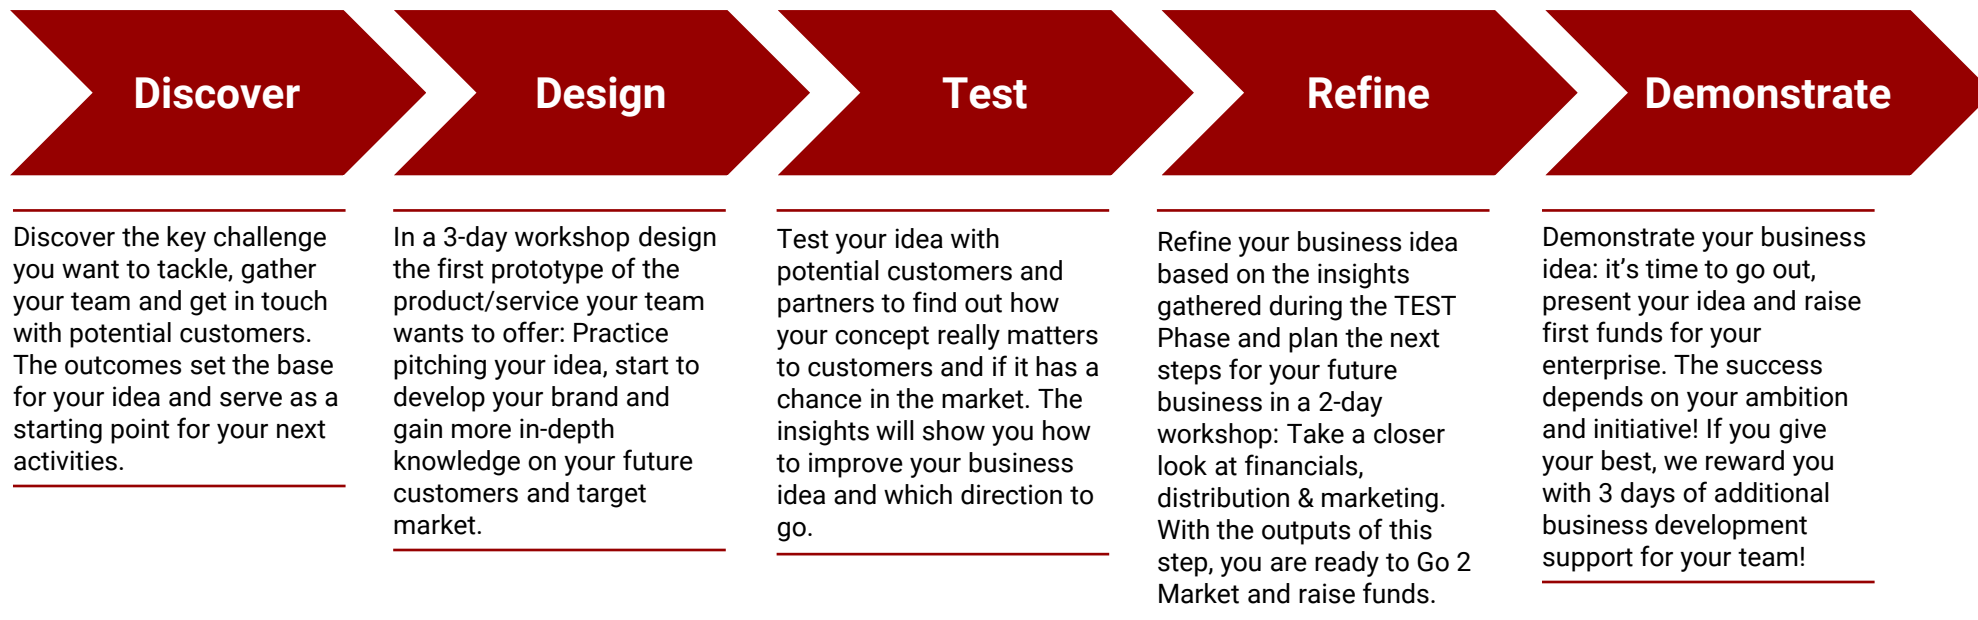 Discover
Design
Test
Refine
Demonstrate
Discover the key challenge
you want to tackle, gather
your team and get in touch
with potential customers.
The outcomes set the base
for your idea and serve as a
starting point for your next
activities.
In a 3-day workshop design
the first prototype of the
product/service your team
wants to offer: Practice
pitching your idea, start to
develop your brand and
gain more in-depth
knowledge on your future
customers and target
market.
Test your idea with
potential customers and
partners to find out how
your concept really matters
to customers and if it has a
chance in the market. The
insights will show you how
to improve your business
idea and which direction to
go.
Refine your business idea
based on the insights
gathered during the TEST
Phase and plan the next
steps for your future
business in a 2-day
workshop: Take a closer
look at financials,
distribution & marketing.
With the outputs of this
step, you are ready to Go 2
Market and raise funds.
Demonstrate your business
idea: it’s time to go out,
present your idea and raise
first funds for your
enterprise. The success
depends on your ambition
and initiative! If you give
your best, we reward you
with 3 days of additional
business development
support for your team!